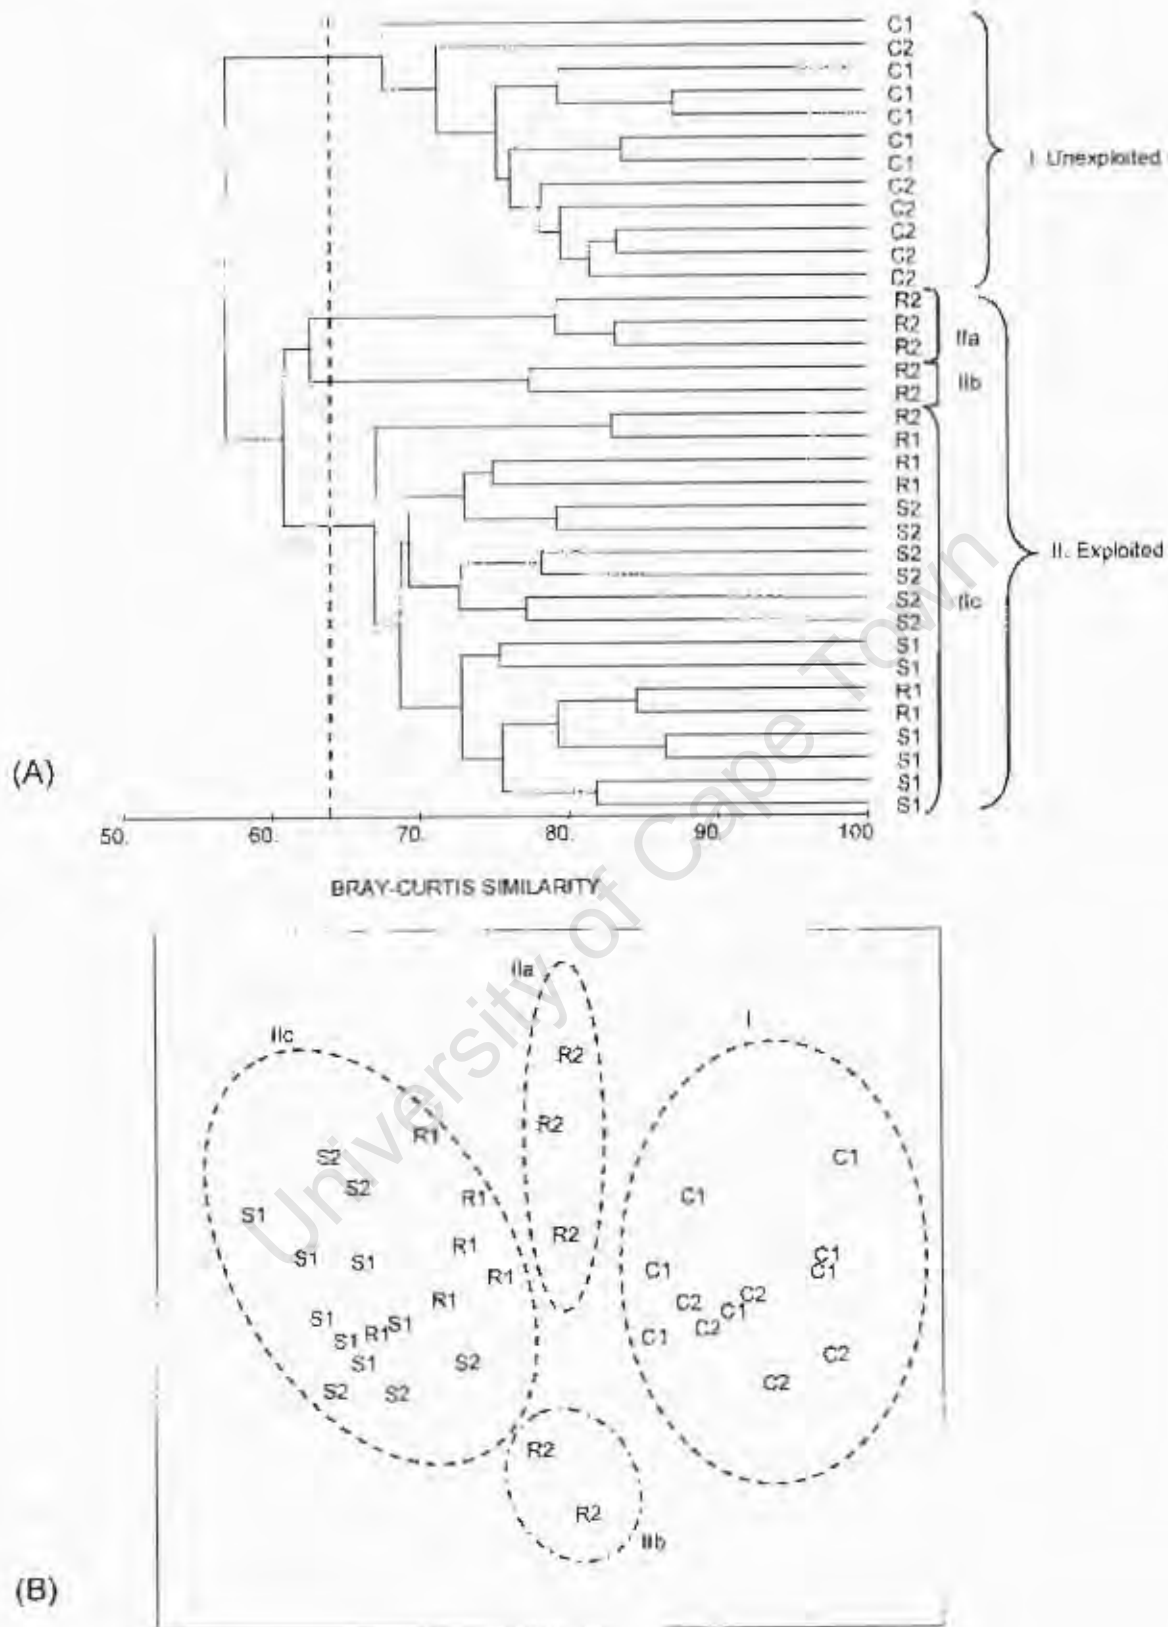 C1
C2
C1
C1
C1
C1
C1
C2
C2
C2
C2
C2
I. Unexploited
R2
R2
R2
IIa
R2
R2
IIb
R2
R1
R1
R1
S2
S2
S2
S2
S2
S2
S1
S1
R1
R1
S1
S1
S1
S1
IIc
II. Exploited
(A)
50. 60. 70. 80. 90. 100
BRAY-CURTIS SIMILARITY
University of Cape Town
IIa
I
IIc
R2
R2
R1
S2
C1
S2
R1
C1
S1
R2
R1
C1
S1
S1
C1
C1
R1
C2
C2
R1
C1
S1
S1
C2
R1
S1
C1
S1
S2
C2
S2
S2
C2
R2
R2
IIb
(B)